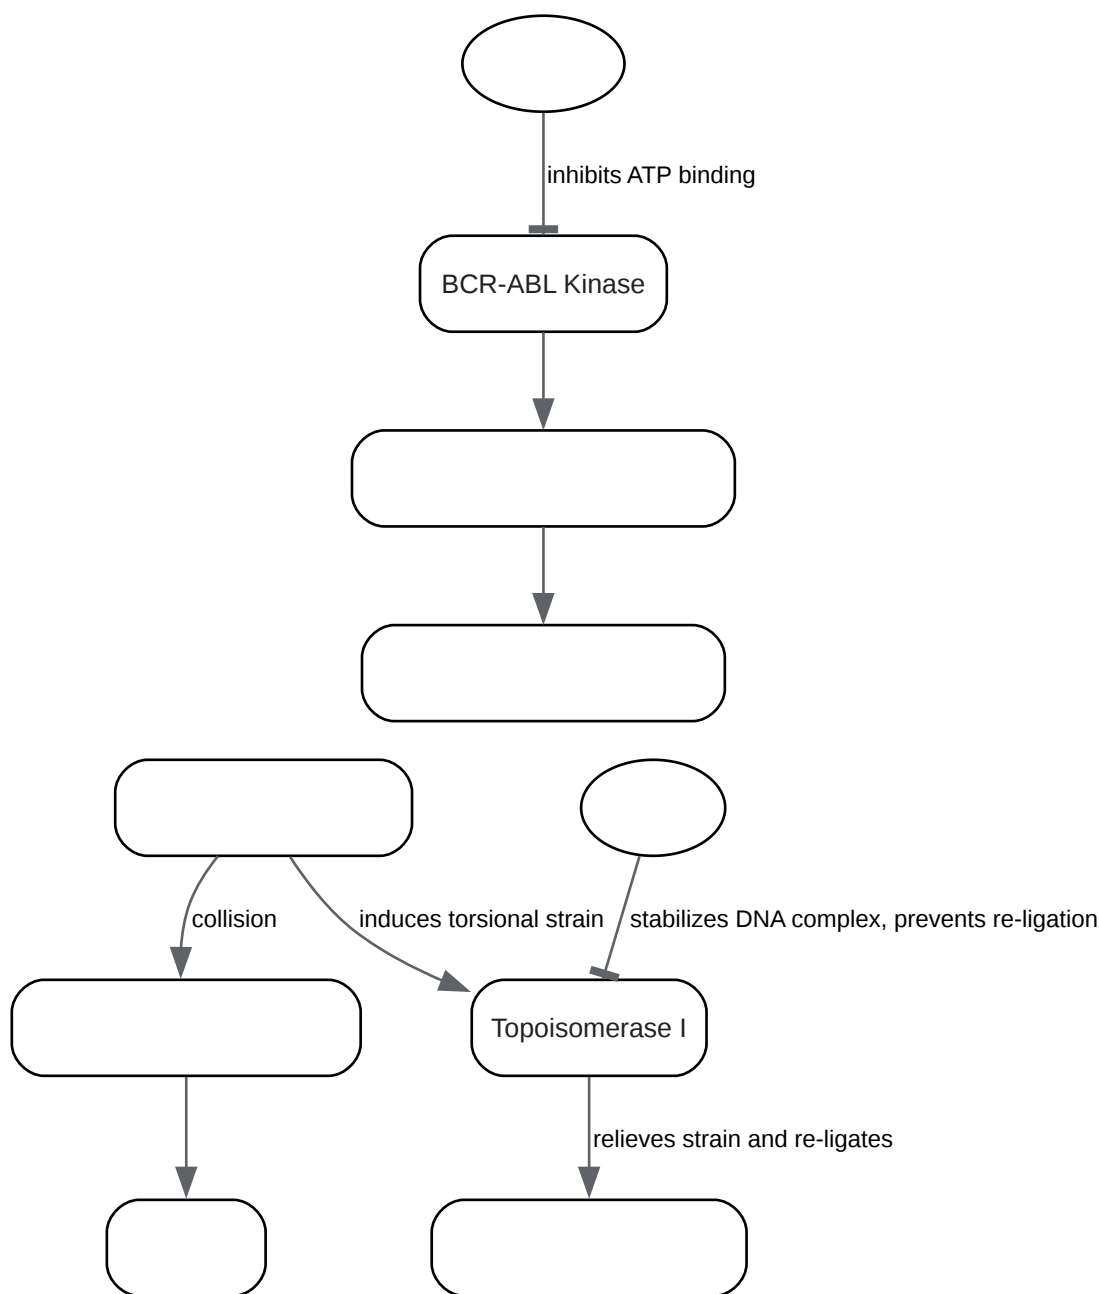 inhibits ATP binding
BCR-ABL Kinase
collision
induces torsional strain
stabilizes DNA complex, prevents re-ligation
Topoisomerase I
relieves strain and re-ligates